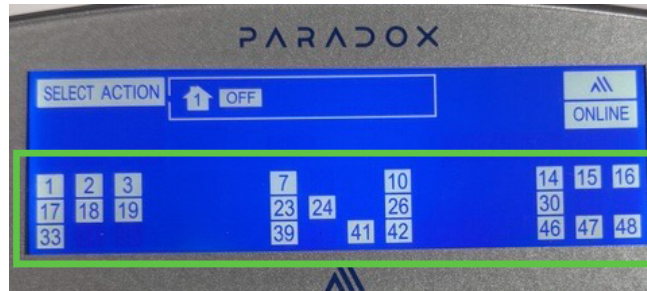 PARADOX
SELECT ACTION 1 OFF
ONLINE
1 2 3 7 10 14 15 16
17 18 19 23 24 26 30
33 39 41 42 46 47 48